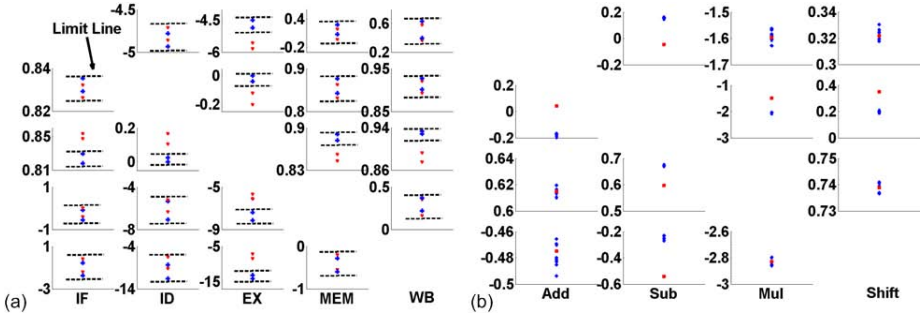 -4.5 -4.5 0.4 0.6
Limit Line
-5 -6 -0.2 0.2
0.84 0 0.9 0.95
0.82 -0.2 0.8 0.85
0.85 0.2 0.9 0.94
0.81 0 0.83 0.86
1 -4 -5 0.5
-1 -8 -9 0
1 -4 -5 0
-3 -14 -15 -1
(a) IF ID EX MEM WB
0.2 -1.5 0.34
0 -1.6 0.32
-0.2 -1.7 0.3
0.2 -1 0.4
0 -2 0.2
-0.2 -3 0
0.64 0.7 0.75
0.62 0.6 0.74
0.6 0.5 0.73
-0.46 -0.2 -2.6
-0.48 -0.4 -2.8
-0.5 -0.6 -3
(b) Add Sub Mul Shift